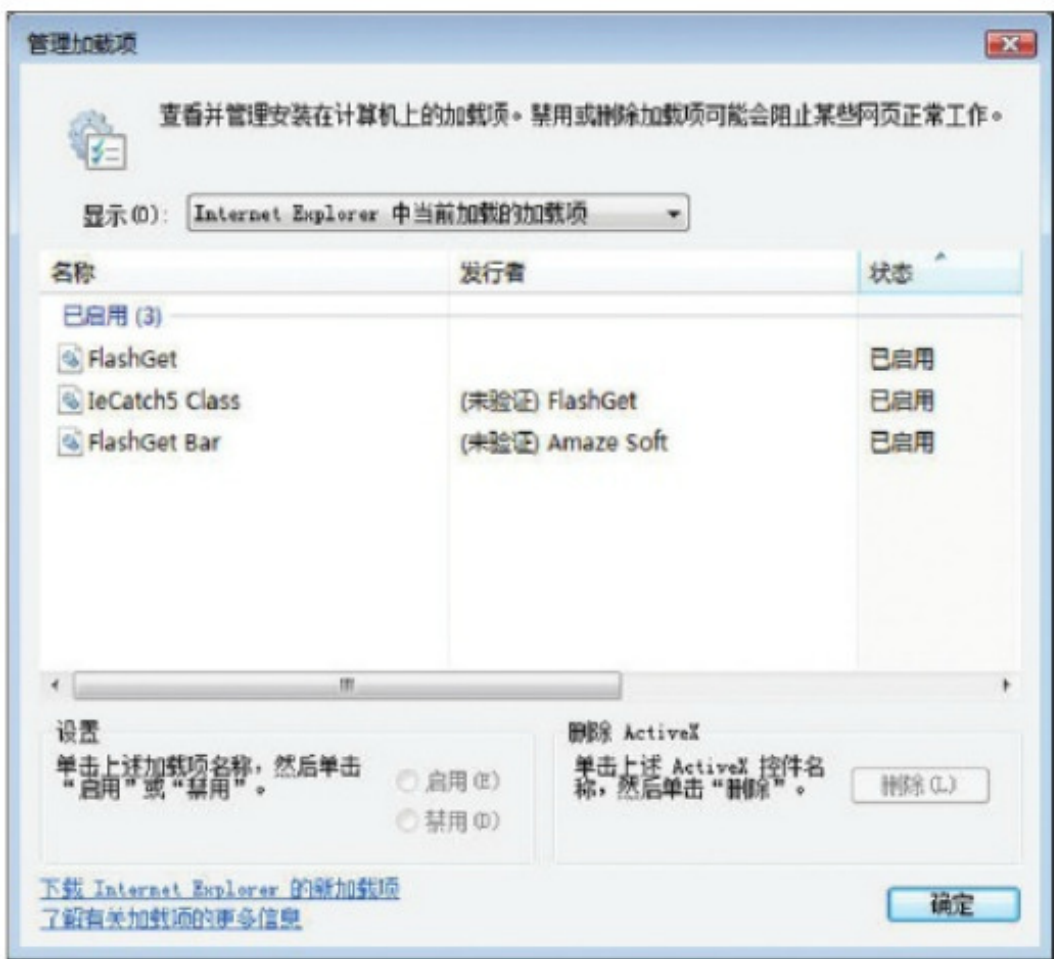 管理加载项
查看并管理安装在计算机上的加载项。禁用或删除加载项可能会阻止某些网页正常工作。
显示(D): Internet Explorer 中当前加载的加载项
名称 发行者 状态
已启用 (3)
FlashGet 已启用
IeCatch5 Class (未验证) FlashGet 已启用
FlashGet Bar (未验证) Amaze Soft 已启用
设置
单击上述加载项名称，然后单击
“启用”或“禁用”。
启用(E)
禁用(D)
删除 ActiveX
单击上述 ActiveX 控件名
称，然后单击“删除”。
删除(L)
下载 Internet Explorer 的新加载项
了解有关加载项的更多信息
确定